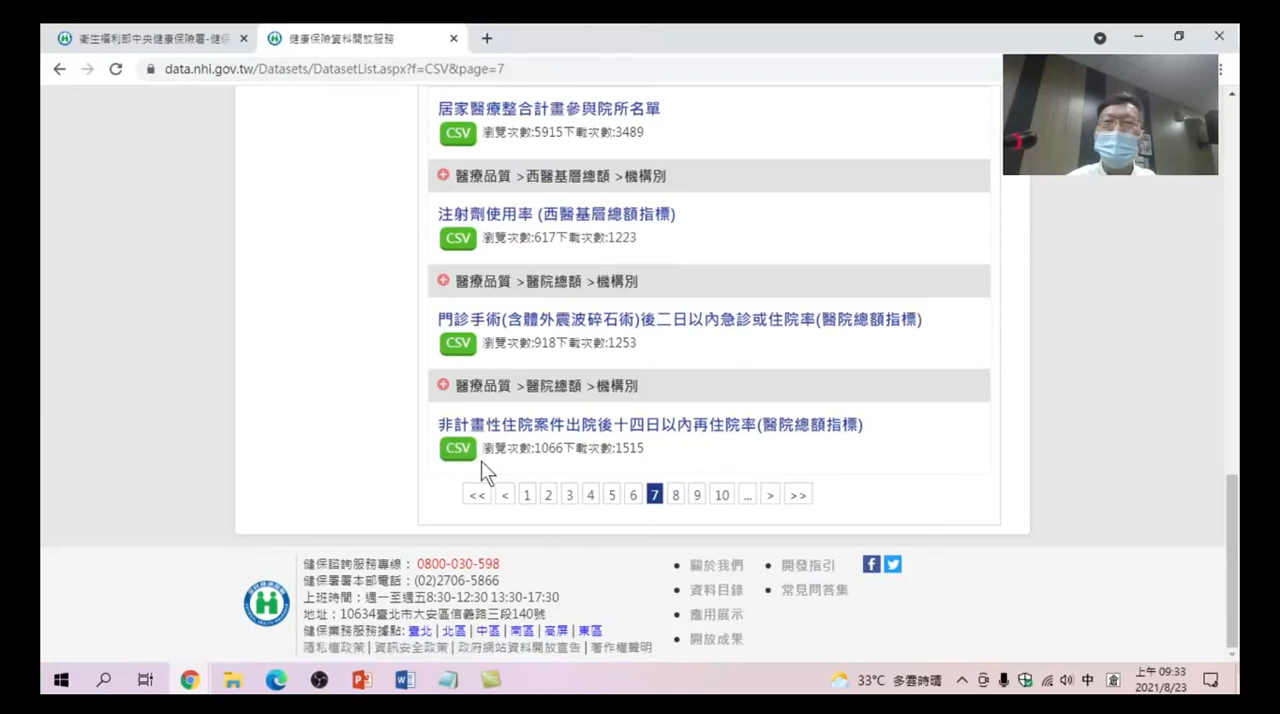 衛生福利部中央健康保險署-健保
健康保險資料開放服務
data.nhi.gov.tw/Datasets/DatasetList.aspx?f=CSV&page=7
居家醫療整合計畫參與院所名單
CSV 瀏覽次數:5915下載次數:3489
醫療品質 >西醫基層總額 >機構別
注射劑使用率 (西醫基層總額指標)
CSV 瀏覽次數:617下載次數:1223
醫療品質 >醫院總額 >機構別
門診手術(含體外震波碎石術)後二日以內急診或住院率(醫院總額指標)
CSV 瀏覽次數:918下載次數:1253
醫療品質 >醫院總額 >機構別
非計畫性住院案件出院後十四日以內再住院率(醫院總額指標)
CSV 瀏覽次數:1066下載次數:1515
<< < 1 2 3 4 5 6 7 8 9 10 ... > >>
健保諮詢服務專線： 0800-030-598
健保署署本部電話：(02)2706-5866
上班時間：週一至週五8:30-12:30 13:30-17:30
地址：10634臺北市大安區信義路三段140號
健保業務服務據點: 臺北 | 北區 | 中區 | 南區 | 高屏 | 東區
隱私權政策 | 資訊安全政策 | 政府網站資料開放宣告 | 著作權聲明
關於我們
資料目錄
應用展示
開放成果
開發指引
常見問答集
33°C 多雲時晴
中
倉
上午 09:33
2021/8/23